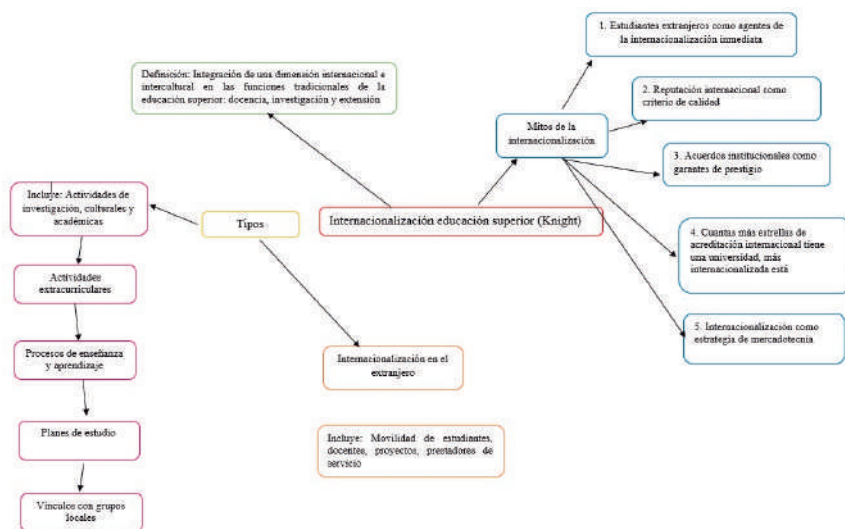 1. Estudiantes extranjeros como agentes de
la internacionalización inmediata
Definición: Integración de una dimensión internacional e
intercultural en las funciones tradicionales de la
educación superior: docencia, investigación y extensión
2. Reputación internacional como
criterio de calidad
Mitos de la
internacionalización
3. Acuerdos institucionales como
garantes de prestigio
Incluye: Actividades de
investigación, culturales y
académicas
Tipos
Internacionalización educación superior (Knight)
4. Cuantas más estrellas de
acreditación internacional tiene
una universidad, más
internacionalizada está
Actividades
extracurriculares
5. Internacionalización como
estrategia de mercadotecnia
Procesos de enseñanza
y aprendizaje
Internacionalización en el
extranjero
Planes de estudio
Incluye: Movilidad de estudiantes,
docentes, proyectos, prestadores de
servicio
Vínculos con grupos
locales